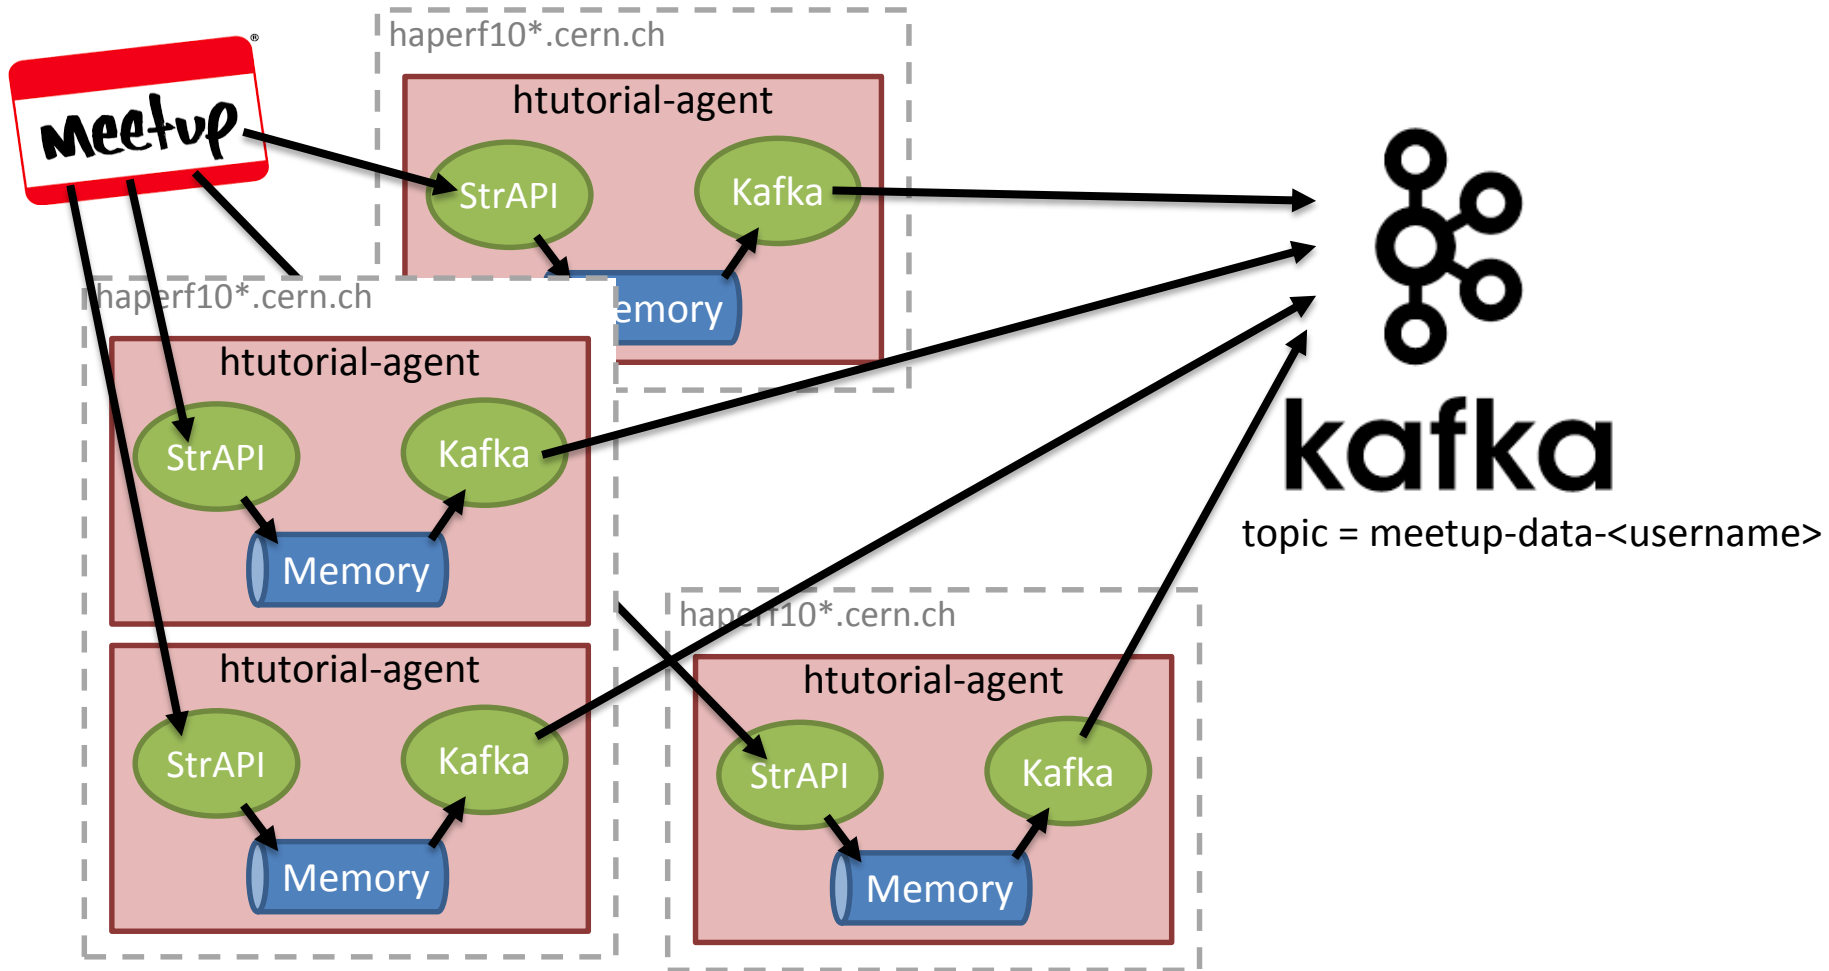 meetup®
haperf10*.cern.ch
htutorial-agent
StrAPI
Kafka
emory
haperf10*.cern.ch
htutorial-agent
StrAPI
Kafka
Memory
htutorial-agent
StrAPI
Kafka
Memory
haperf10*.cern.ch
htutorial-agent
StrAPI
Kafka
Memory
kafka
topic = meetup-data-<username>